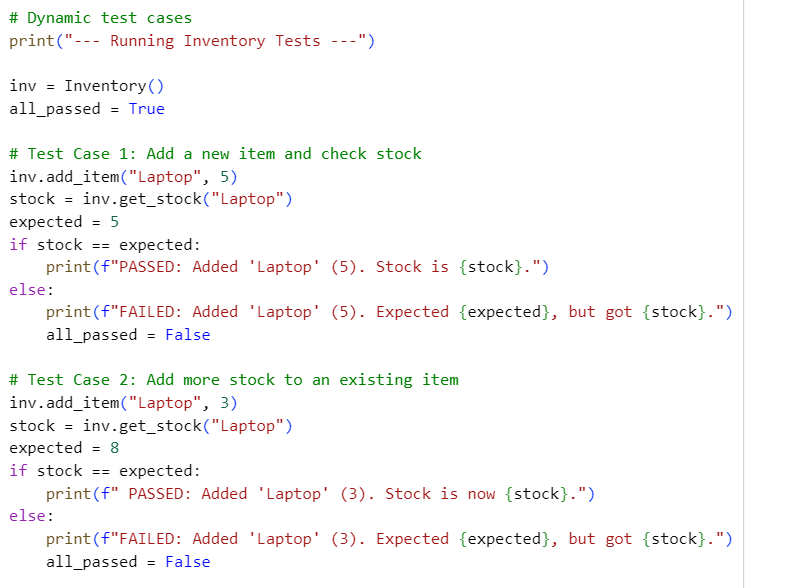 # Dynamic test cases
print("--- Running Inventory Tests ---")

inv = Inventory()
all_passed = True

# Test Case 1: Add a new item and check stock
inv.add_item("Laptop", 5)
stock = inv.get_stock("Laptop")
expected = 5
if stock == expected:
    print(f"PASSED: Added 'Laptop' (5). Stock is {stock}.")
else:
    print(f"FAILED: Added 'Laptop' (5). Expected {expected}, but got {stock}.")
    all_passed = False

# Test Case 2: Add more stock to an existing item
inv.add_item("Laptop", 3)
stock = inv.get_stock("Laptop")
expected = 8
if stock == expected:
    print(f" PASSED: Added 'Laptop' (3). Stock is now {stock}.")
else:
    print(f"FAILED: Added 'Laptop' (3). Expected {expected}, but got {stock}.")
    all_passed = False